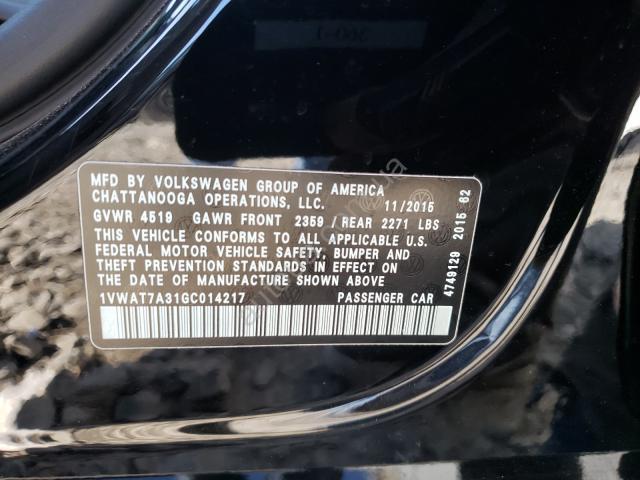 MFD BY VOLKSWAGEN GROUP OF AMERICA
CHATTANOOGA OPERATIONS, LLC. 11/2015
GVWR 4519 GAWR FRONT 2359 / REAR 2271 LBS
THIS VEHICLE CONFORMS TO ALL APPLICABLE U.S.
FEDERAL MOTOR VEHICLE SAFETY, BUMPER AND
THEFT PREVENTION STANDARDS IN EFFECT ON
THE DATE OF MANUFACTURE SHOWN ABOVE
1VWAT7A31GC014217 PASSENGER CAR
4749129 2015 62